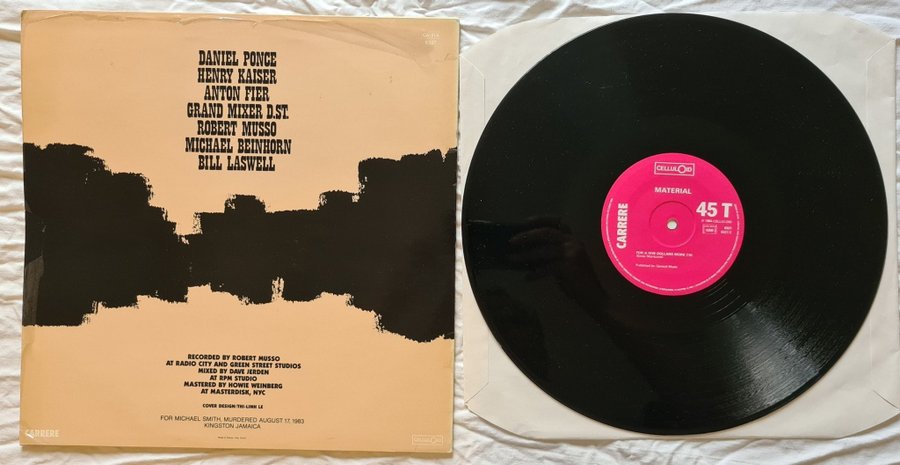 DANIEL PONCE
HENRY KAISER
ANTON FIER
GRAND MIXER D.ST.
ROBERT MUSSO
MICHAEL BEINHORN
BILL LASWELL
RECORDED BY ROBERT MUSSO
AT RADIO CITY AND GREEN STREET STUDIOS
MIXED BY DAVE JERDEN
AT RPM STUDIO
MASTERED BY HOWIE WEINBERG
AT MASTERDISK, NYC
COVER DESIGN: THI-LINH LE
FOR MICHAEL SMITH, MURDERED AUGUST 17, 1983
KINGSTON JAMAICA
CARRERE
CELLULOID
CELLULOID
MATERIAL
45 T
CARRERE